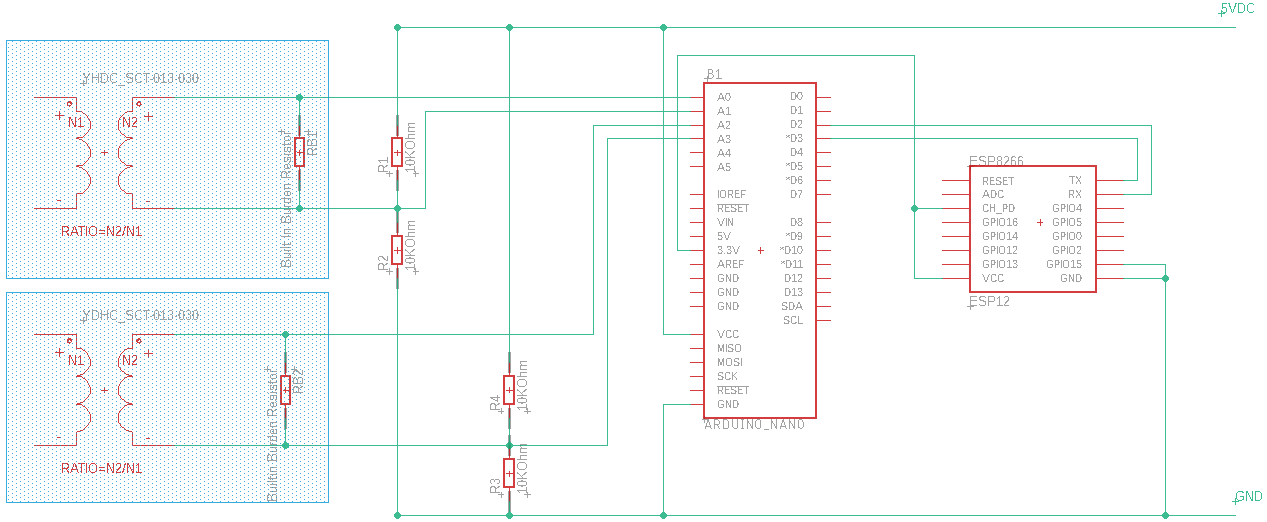 5VDC
YHDC_SCT-013-030
N1
N2
RATIO=N2/N1
Built In Burden Resistor
RB1
R1
10KOhm
R2
10KOhm
YDHC_SCT-013-030
N1
N2
RATIO=N2/N1
Builtin Burden Resistor
RB2
R4
10KOhm
R3
10KOhm
B1
A0
A1
A2
A3
A4
A5
IOREF
RESET
VIN
5V
3.3V
AREF
GND
GND
GND
VCC
MISO
MOSI
SCK
RESET
GND
D0
D1
D2
*D3
D4
*D5
*D6
D7
D8
*D9
*D10
*D11
D12
D13
SDA
SCL
ARDUINO_NANO
ESP8266
RESET
ADC
CH_PD
GPIO16
GPIO14
GPIO12
GPIO13
VCC
TX
RX
GPIO4
GPIO5
GPIO0
GPIO2
GPIO15
GND
ESP12
GND